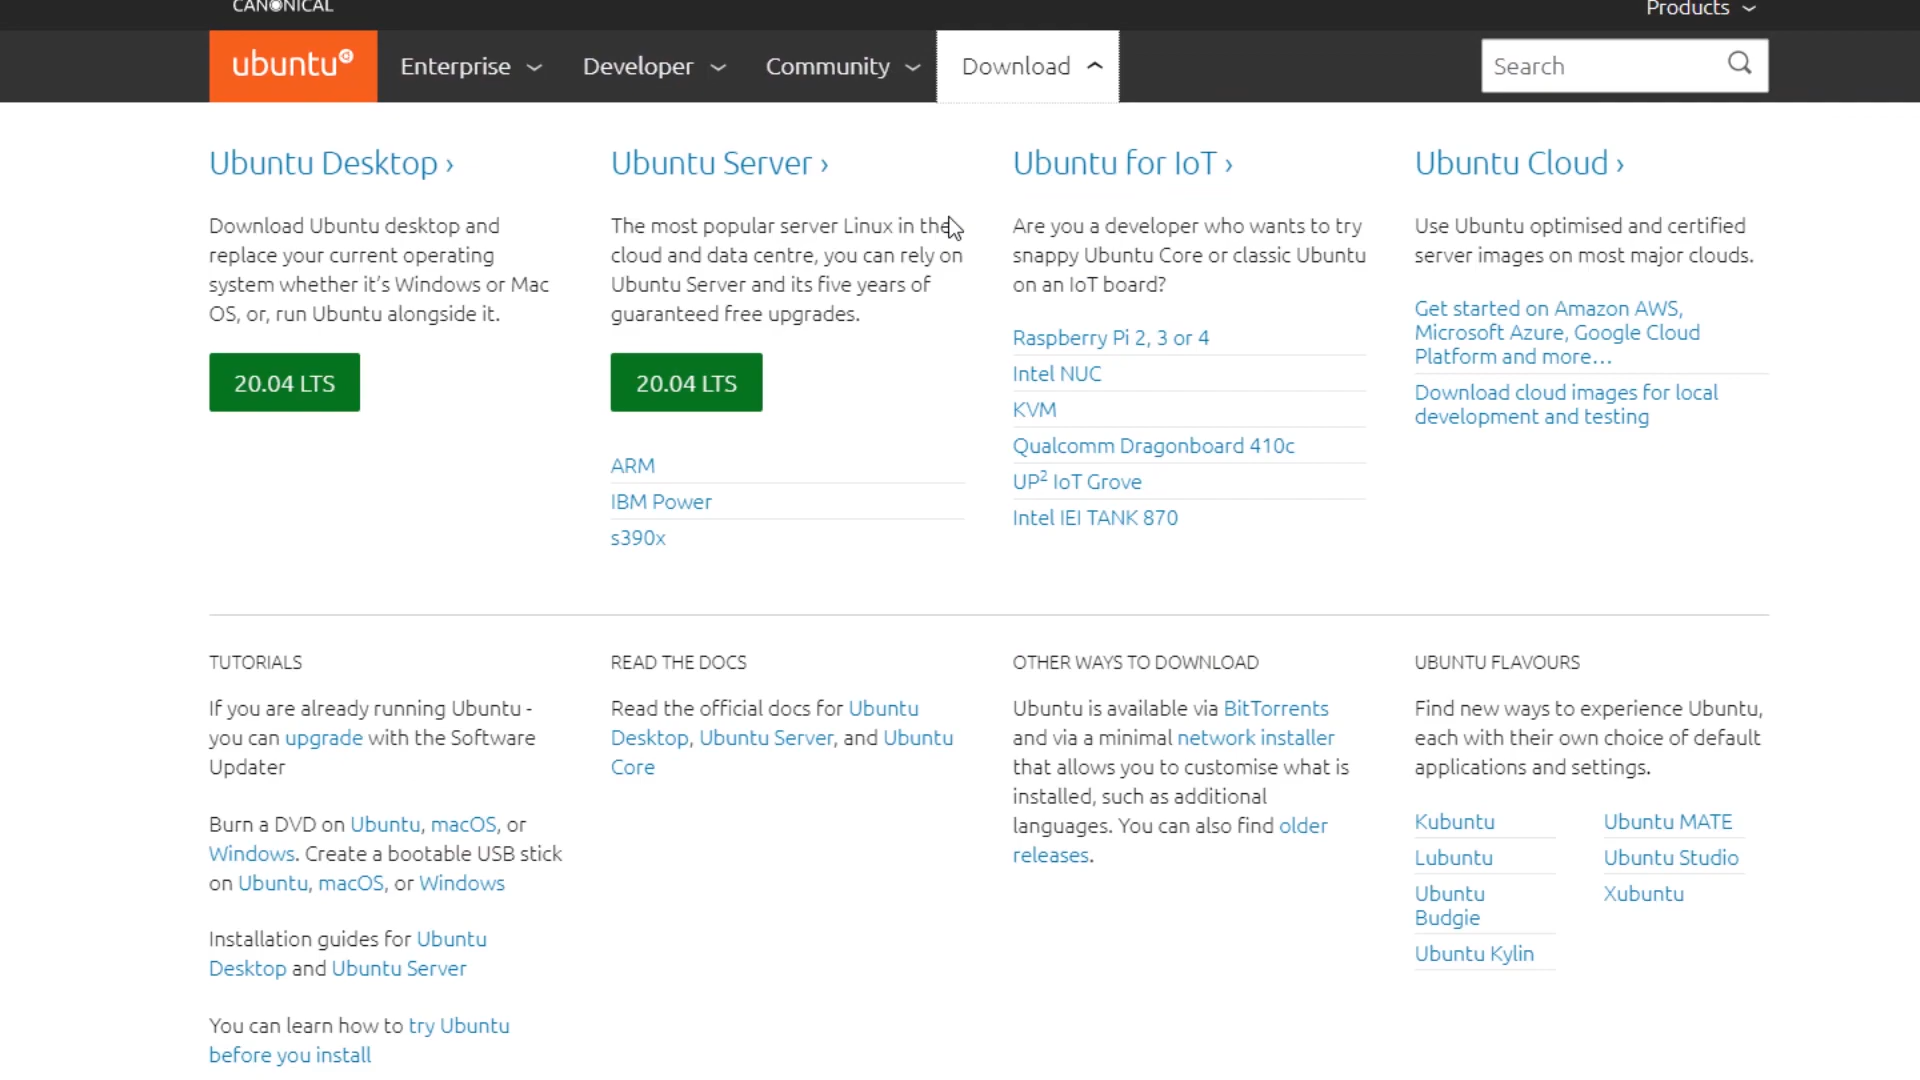 CANONICAL
Products
ubuntu
Enterprise
Developer
Community
Download
Search
Ubuntu Desktop ›
Download Ubuntu desktop and
replace your current operating
system whether it’s Windows or Mac
OS, or, run Ubuntu alongside it.
20.04 LTS
Ubuntu Server ›
The most popular server Linux in the
cloud and data centre, you can rely on
Ubuntu Server and its five years of
guaranteed free upgrades.
20.04 LTS
ARM
IBM Power
s390x
Ubuntu for IoT ›
Are you a developer who wants to try
snappy Ubuntu Core or classic Ubuntu
on an IoT board?
Raspberry Pi 2, 3 or 4
Intel NUC
KVM
Qualcomm Dragonboard 410c
UP² IoT Grove
Intel IEI TANK 870
Ubuntu Cloud ›
Use Ubuntu optimised and certified
server images on most major clouds.
Get started on Amazon AWS,
Microsoft Azure, Google Cloud
Platform and more…
Download cloud images for local
development and testing
TUTORIALS
If you are already running Ubuntu -
you can upgrade with the Software
Updater
Burn a DVD on Ubuntu, macOS, or
Windows. Create a bootable USB stick
on Ubuntu, macOS, or Windows
Installation guides for Ubuntu
Desktop and Ubuntu Server
You can learn how to try Ubuntu
before you install
READ THE DOCS
Read the official docs for Ubuntu
Desktop, Ubuntu Server, and Ubuntu
Core
OTHER WAYS TO DOWNLOAD
Ubuntu is available via BitTorrents
and via a minimal network installer
that allows you to customise what is
installed, such as additional
languages. You can also find older
releases.
UBUNTU FLAVOURS
Find new ways to experience Ubuntu,
each with their own choice of default
applications and settings.
Kubuntu
Lubuntu
Ubuntu
Budgie
Ubuntu Kylin
Ubuntu MATE
Ubuntu Studio
Xubuntu